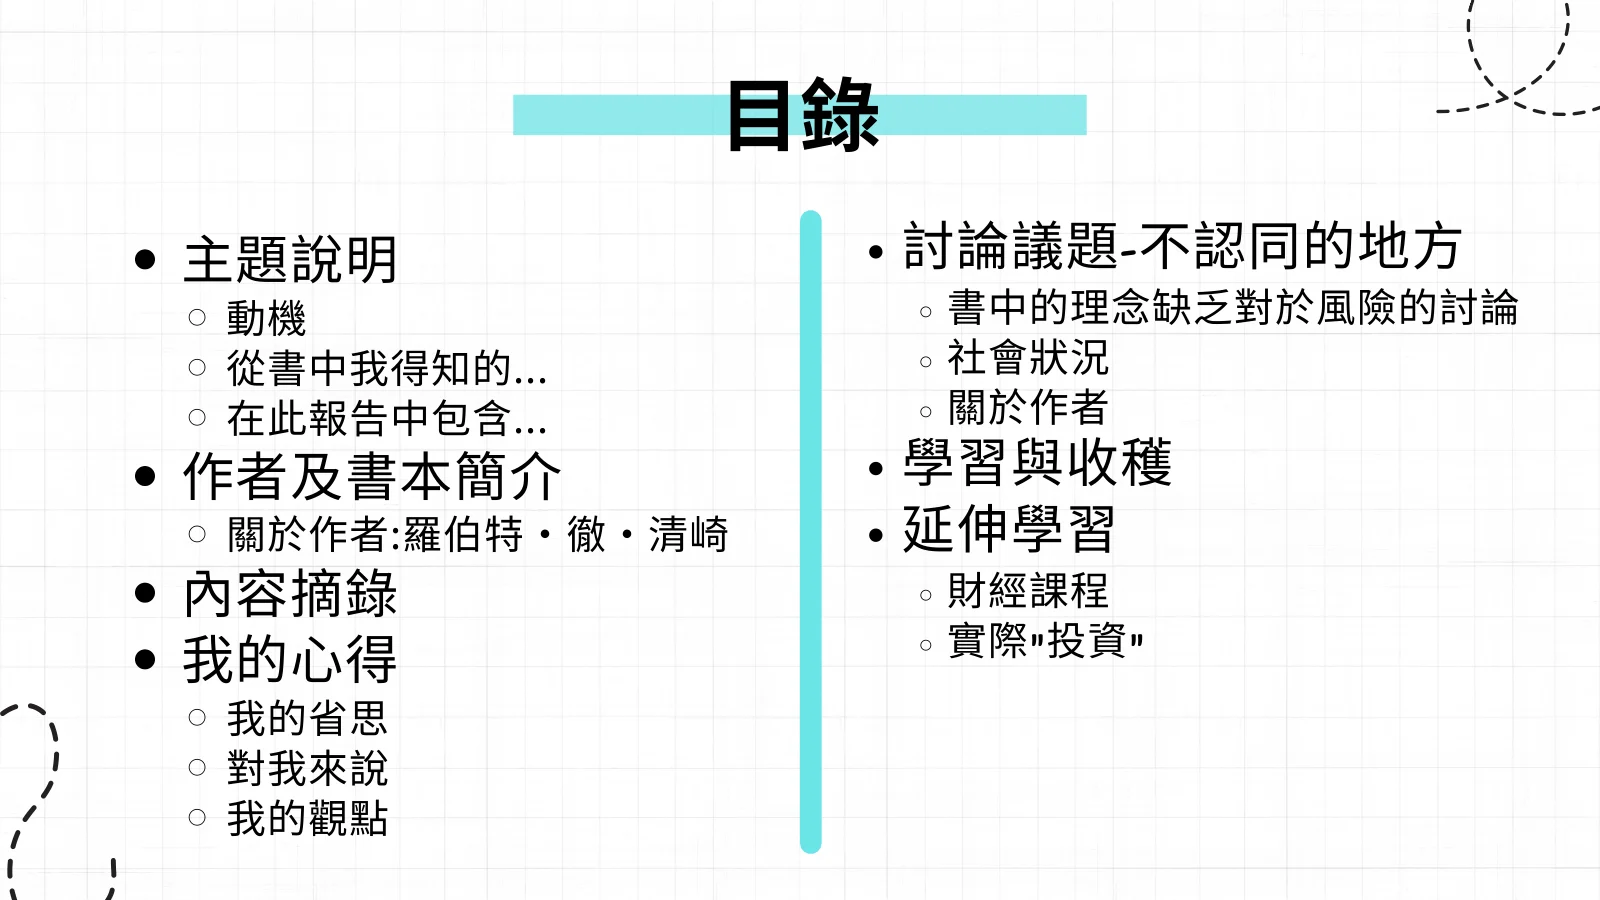 目錄
主題說明
動機
從書中我得知的...
在此報告中包含...
作者及書本簡介
關於作者:羅伯特・徹・清崎
內容摘錄
我的心得
我的省思
對我來說
我的觀點
討論議題-不認同的地方
書中的理念缺乏對於風險的討論
社會狀況
關於作者
學習與收穫
延伸學習
財經課程
實際"投資"